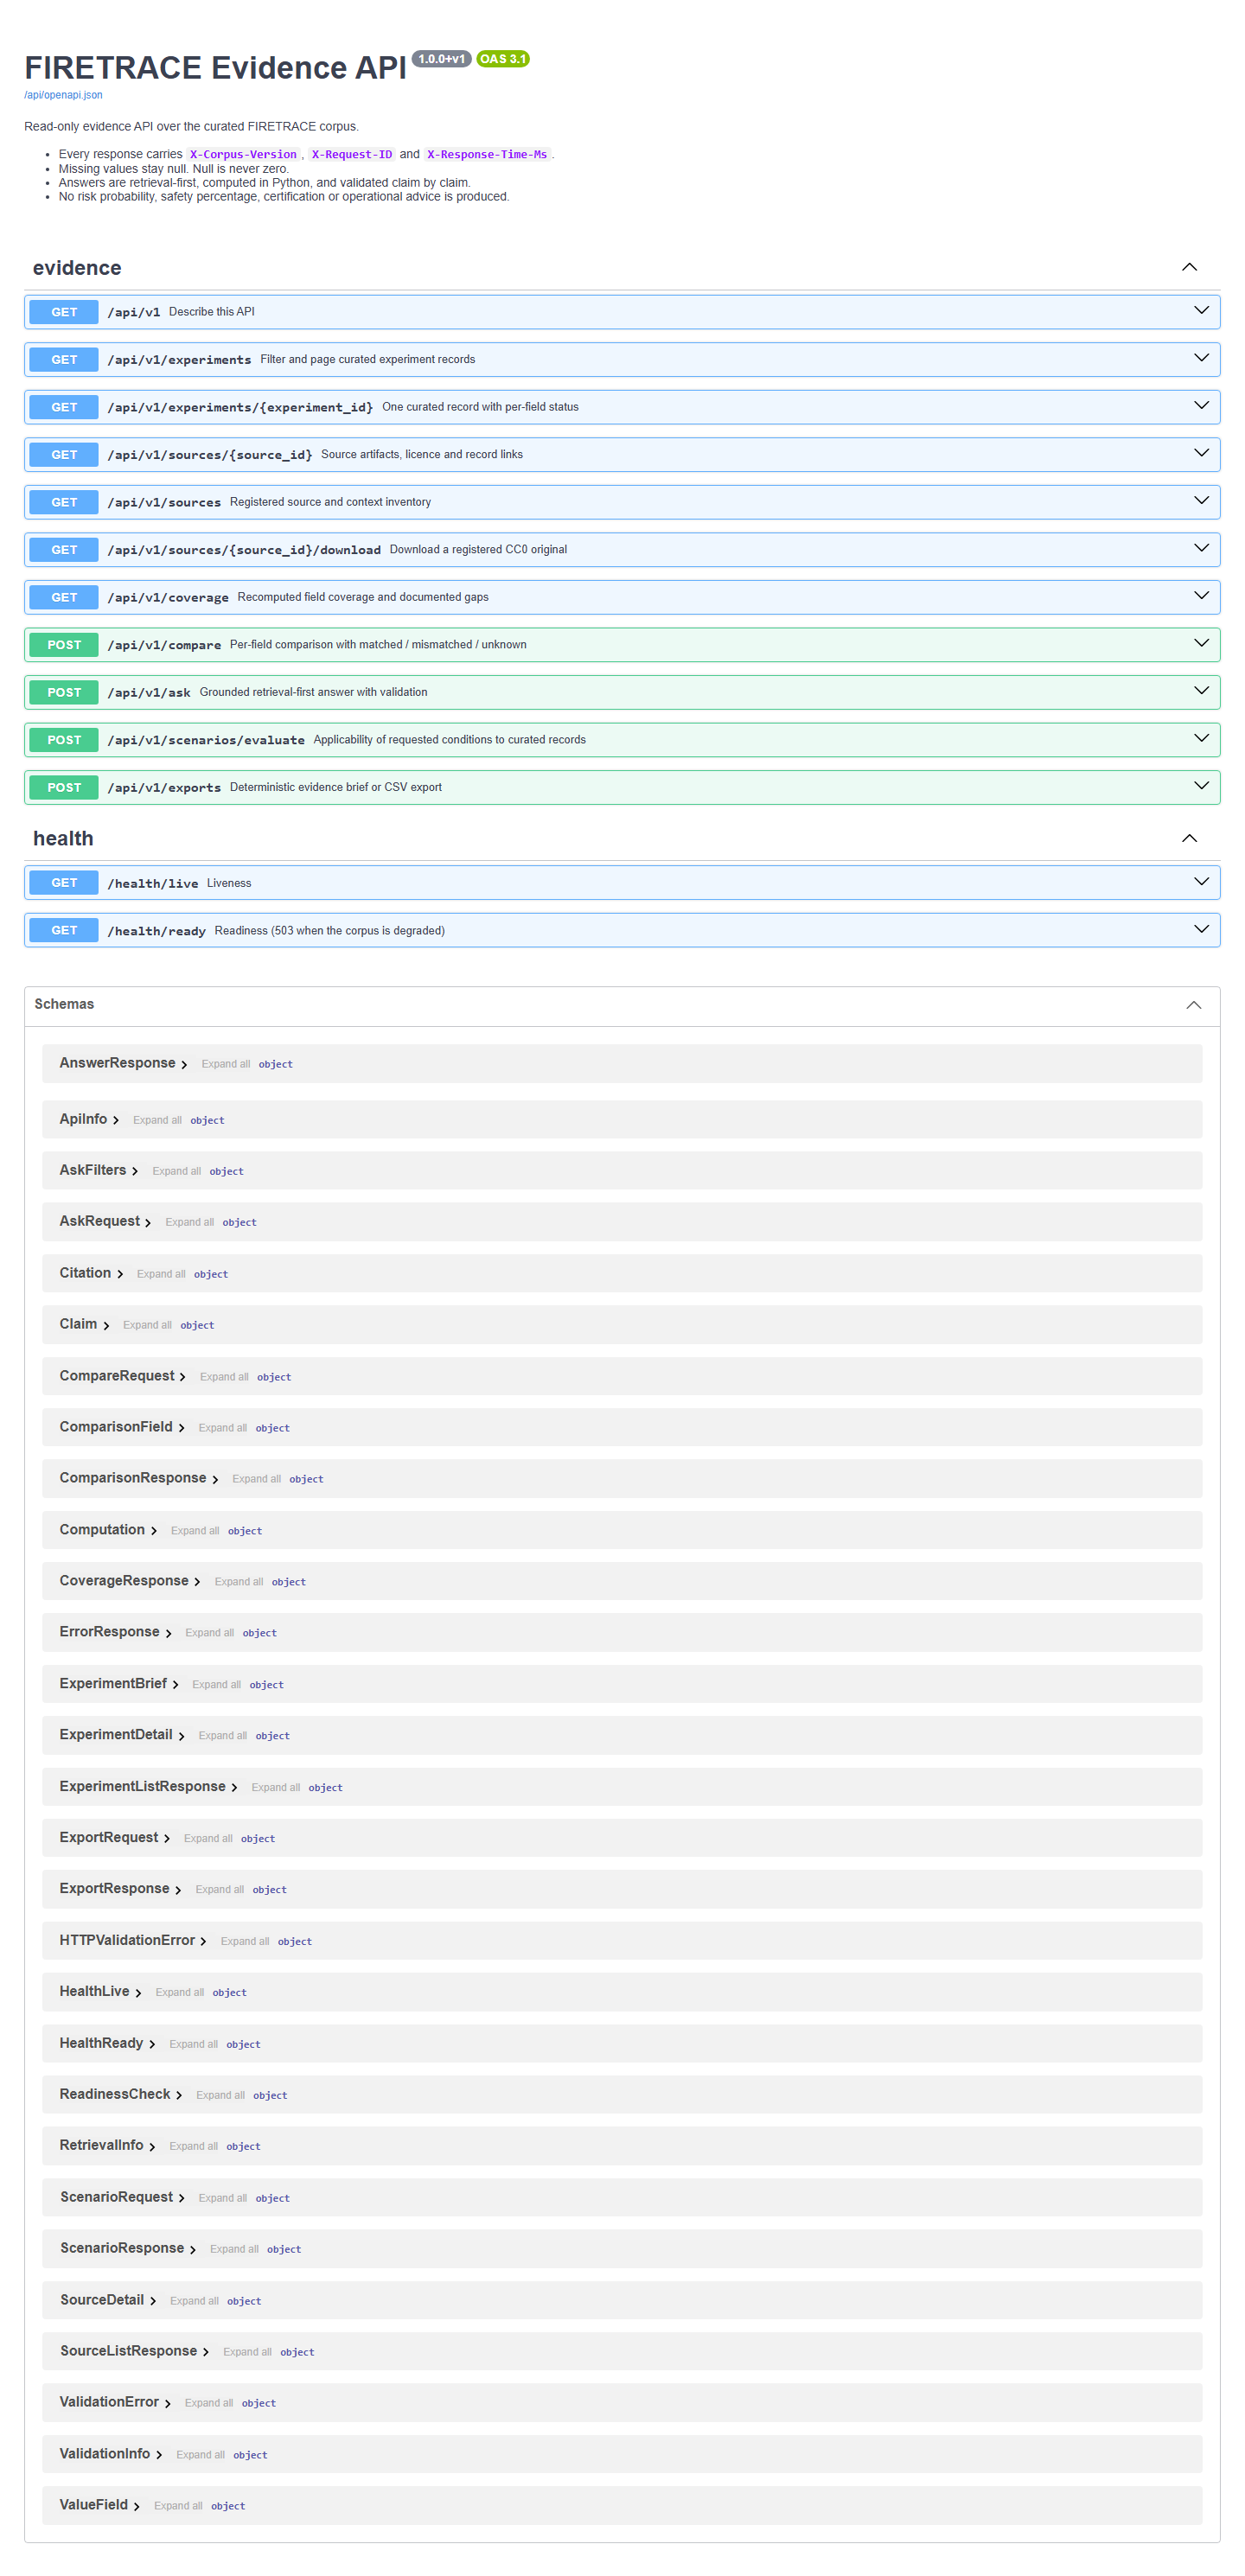 FIRETRACE Evidence API 1.0.0+v1 OAS 3.1
/api/openapi.json
Read-only evidence API over the curated FIRETRACE corpus.
• Every response carries X-Corpus-Version, X-Request-ID and X-Response-Time-Ms.
• Missing values stay null. Null is never zero.
• Answers are retrieval-first, computed in Python, and validated claim by claim.
• No risk probability, safety percentage, certification or operational advice is produced.
evidence
GET /api/v1 Describe this API
GET /api/v1/experiments Filter and page curated experiment records
GET /api/v1/experiments/{experiment_id} One curated record with per-field status
GET /api/v1/sources/{source_id} Source artifacts, licence and record links
GET /api/v1/sources Registered source and context inventory
GET /api/v1/sources/{source_id}/download Download a registered CC0 original
GET /api/v1/coverage Recomputed field coverage and documented gaps
POST /api/v1/compare Per-field comparison with matched / mismatched / unknown
POST /api/v1/ask Grounded retrieval-first answer with validation
POST /api/v1/scenarios/evaluate Applicability of requested conditions to curated records
POST /api/v1/exports Deterministic evidence brief or CSV export
health
GET /health/live Liveness
GET /health/ready Readiness (503 when the corpus is degraded)
Schemas
AnswerResponse Expand all object
ApiInfo Expand all object
AskFilters Expand all object
AskRequest Expand all object
Citation Expand all object
Claim Expand all object
CompareRequest Expand all object
ComparisonField Expand all object
ComparisonResponse Expand all object
Computation Expand all object
CoverageResponse Expand all object
ErrorResponse Expand all object
ExperimentBrief Expand all object
ExperimentDetail Expand all object
ExperimentListResponse Expand all object
ExportRequest Expand all object
ExportResponse Expand all object
HTTPValidationError Expand all object
HealthLive Expand all object
HealthReady Expand all object
ReadinessCheck Expand all object
RetrievalInfo Expand all object
ScenarioRequest Expand all object
ScenarioResponse Expand all object
SourceDetail Expand all object
SourceListResponse Expand all object
ValidationError Expand all object
ValidationInfo Expand all object
ValueField Expand all object